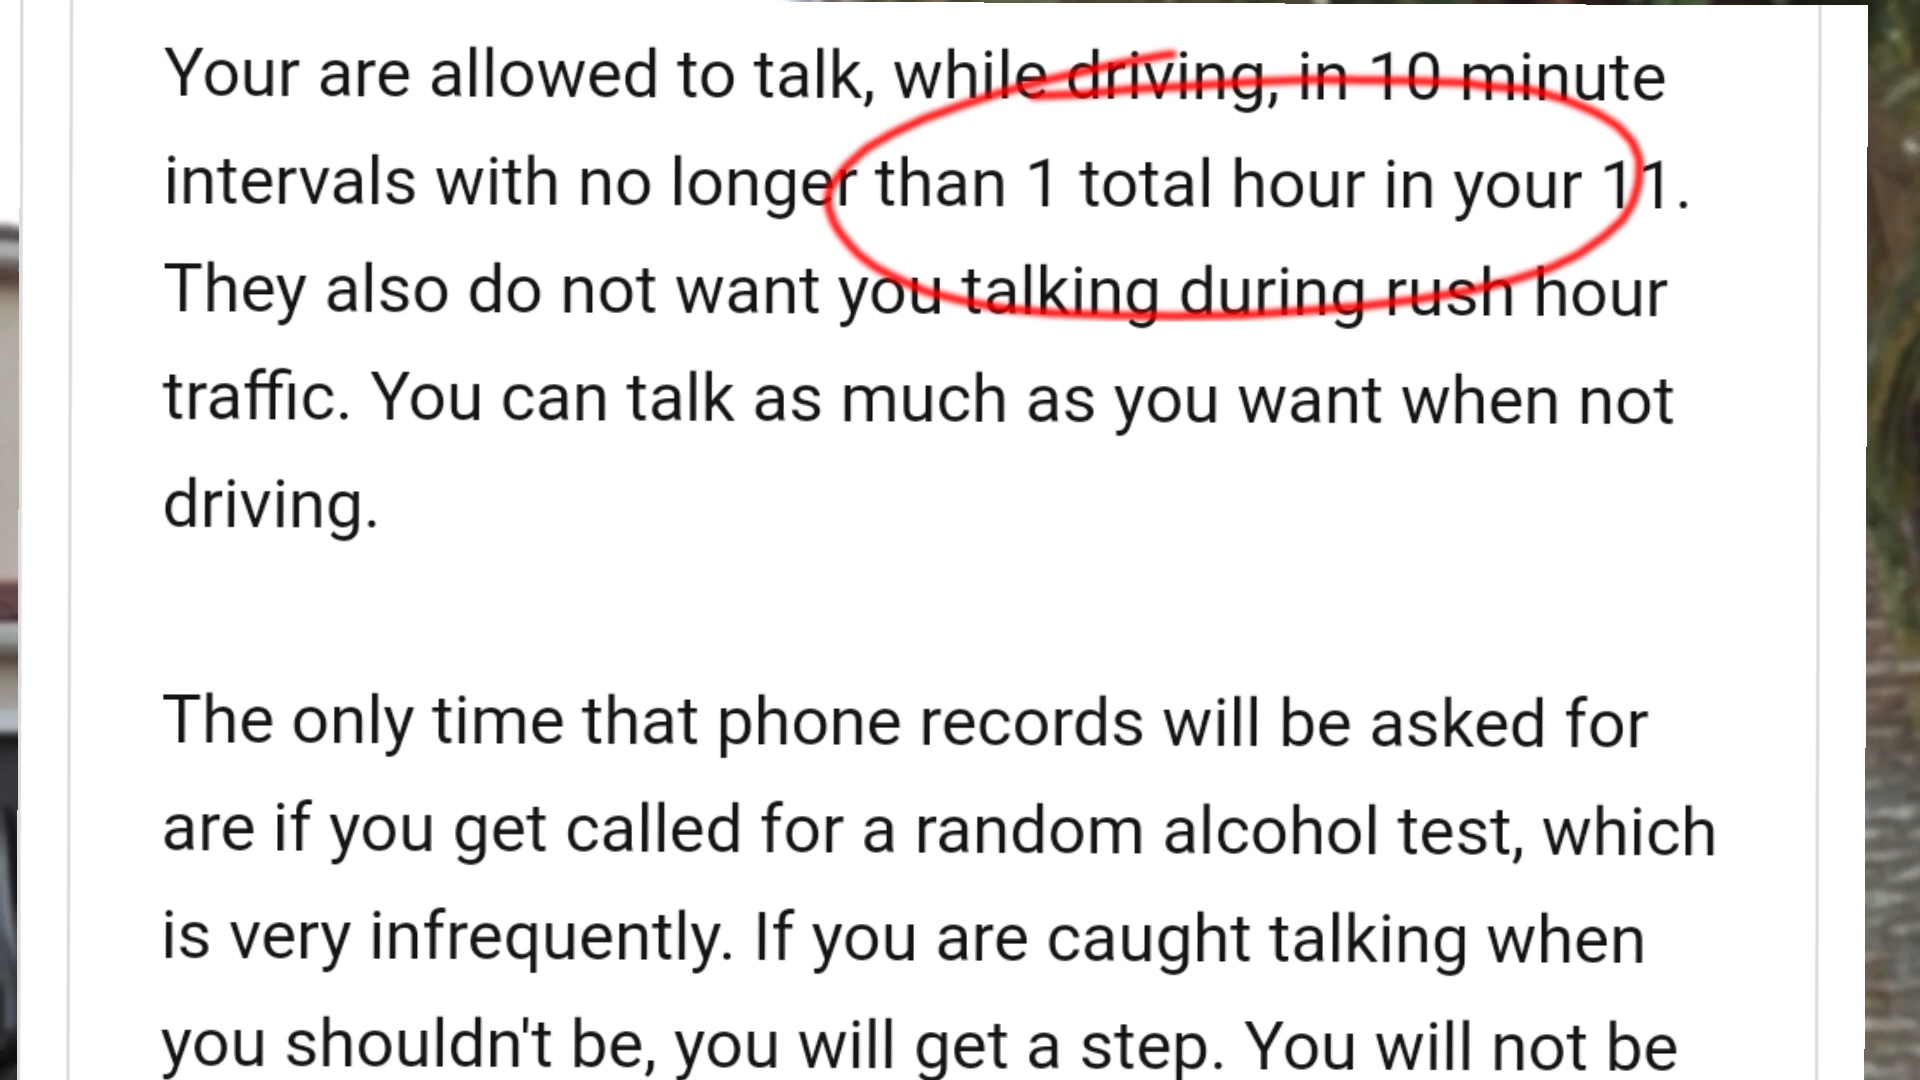 Your are allowed to talk, while driving, in 10 minute
intervals with no longer than 1 total hour in your 11.
They also do not want you talking during rush hour
traffic. You can talk as much as you want when not
driving.
The only time that phone records will be asked for
are if you get called for a random alcohol test, which
is very infrequently. If you are caught talking when
you shouldn't be, you will get a step. You will not be